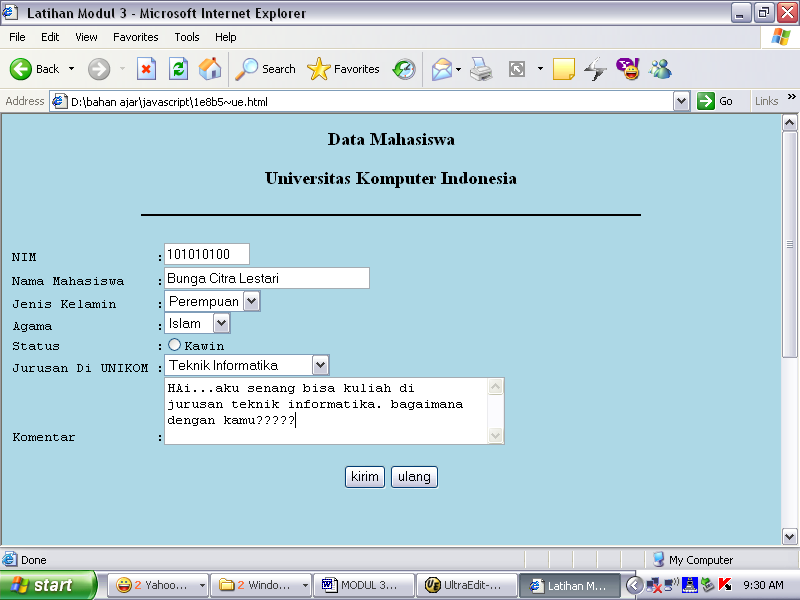 Latihan Modul 3 - Microsoft Internet Explorer
File Edit View Favorites Tools Help
Back Search Favorites
Address D:\bahan ajar\javascript\1e8b5~ue.html Go Links »
Data Mahasiswa
Universitas Komputer Indonesia
NIM : 101010100
Nama Mahasiswa : Bunga Citra Lestari
Jenis Kelamin : Perempuan
Agama : Islam
Status : Kawin
Jurusan Di UNIKOM : Teknik Informatika
HAi...aku senang bisa kuliah di
jurusan teknik informatika. bagaimana
dengan kamu?????
Komentar :
kirim ulang
Done My Computer
start 2 Yahoo... 2 Windo... MODUL 3... UltraEdit-... Latihan M... 9:30 AM